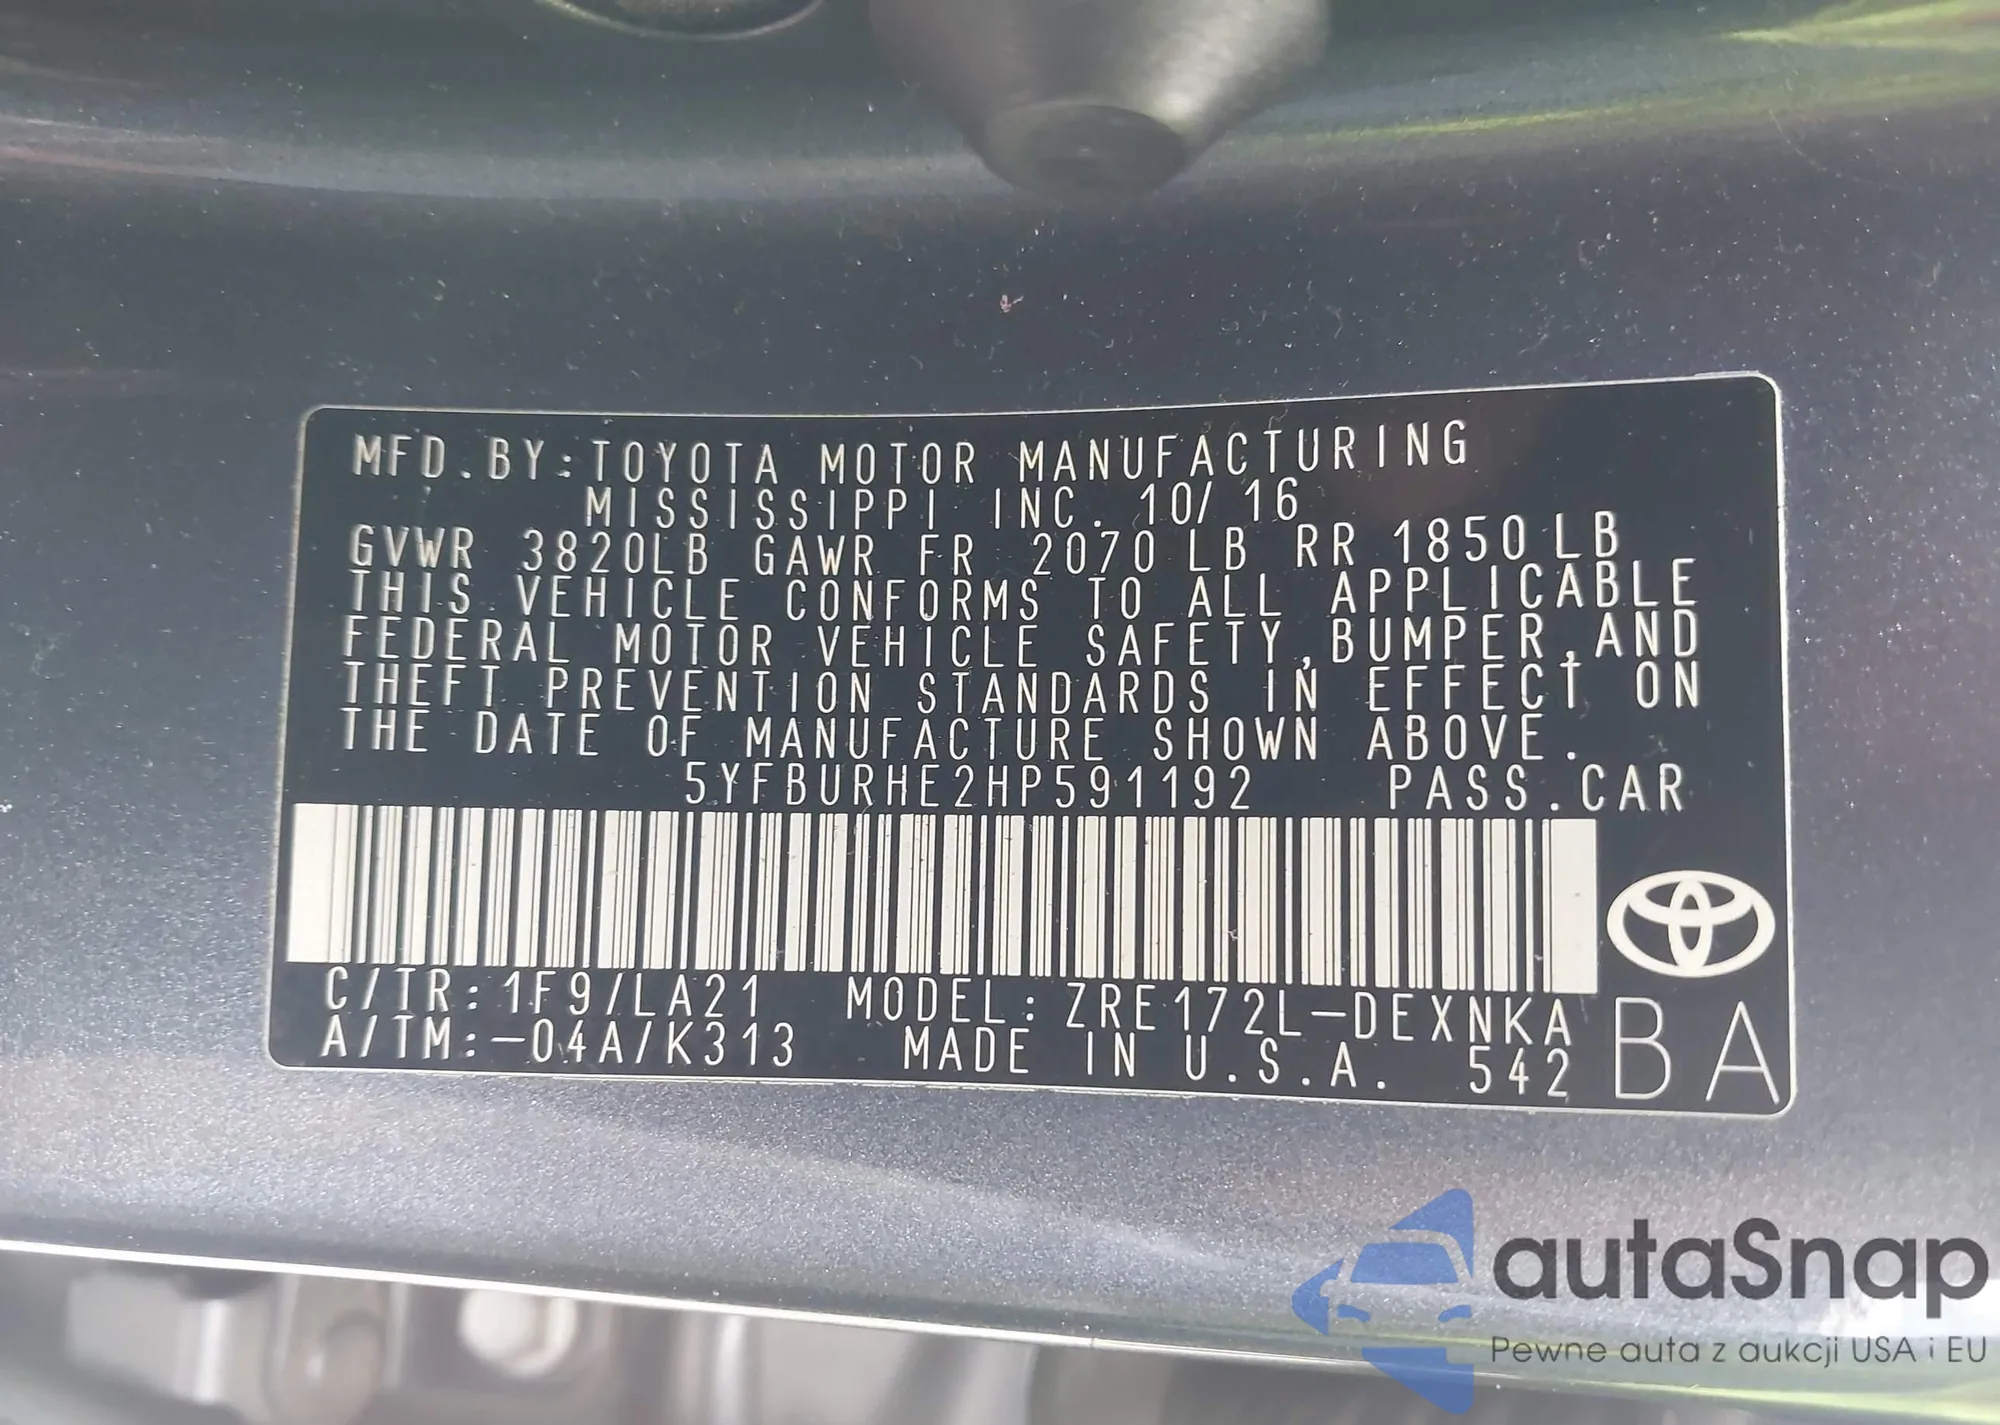 MFD.BY:TOYOTA MOTOR MANUFACTURING
MISSISSIPPI INC. 10/16
GVWR 3820LB GAWR FR 2070LB RR 1850LB
THIS VEHICLE CONFORMS TO ALL APPLICABLE
FEDERAL MOTOR VEHICLE SAFETY,BUMPER,AND
THEFT PREVENTION STANDARDS IN EFFECT ON
THE DATE OF MANUFACTURE SHOWN ABOVE.
5YFBURHE2HP591192 PASS.CAR
C/TR:1F9/LA21 MODEL:ZRE172L-DEXNKA
A/TM:-04A/K313 MADE IN U.S.A. 542
BA
autaSnap
Pewne auta z aukcji USA i EU